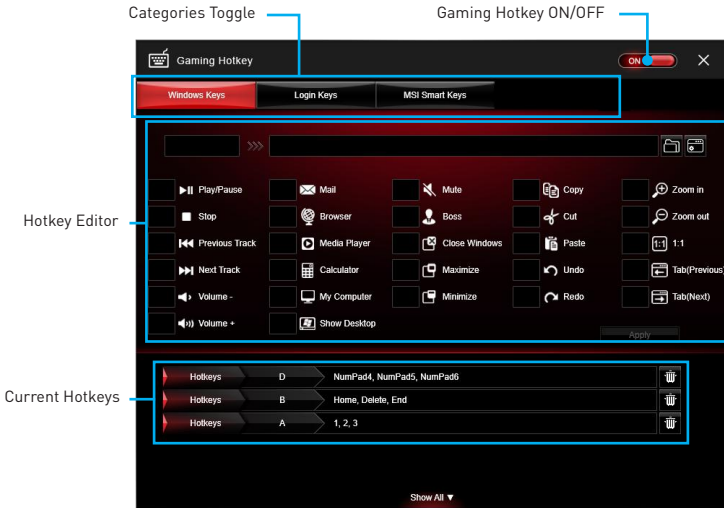 Categories Toggle
Gaming Hotkey ON/OFF
Gaming Hotkey
ON
Windows Keys
Login Keys
MSI Smart Keys
Hotkey Editor
Play/Pause
Mail
Mute
Copy
Zoom in
Stop
Browser
Boss
Cut
Zoom out
Previous Track
Media Player
Close Windows
Paste
1:1 1:1
Next Track
Calculator
Maximize
Undo
Tab(Previous)
Volume -
My Computer
Minimize
Redo
Tab(Next)
Volume +
Show Desktop
Apply
Current Hotkeys
Hotkeys D NumPad4, NumPad5, NumPad6
Hotkeys B Home, Delete, End
Hotkeys A 1, 2, 3
Show All ▼